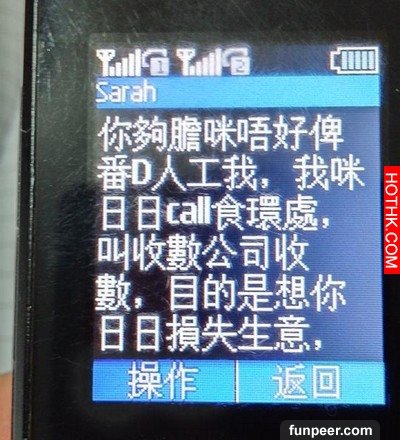 1 2
Sarah
你夠膽咪唔好俾
番D人工我，我咪
日日call食環處，
叫收數公司收
數，目的是想你
日日損失生意，
操作 返回
HOTHK.COM
funpeer.com